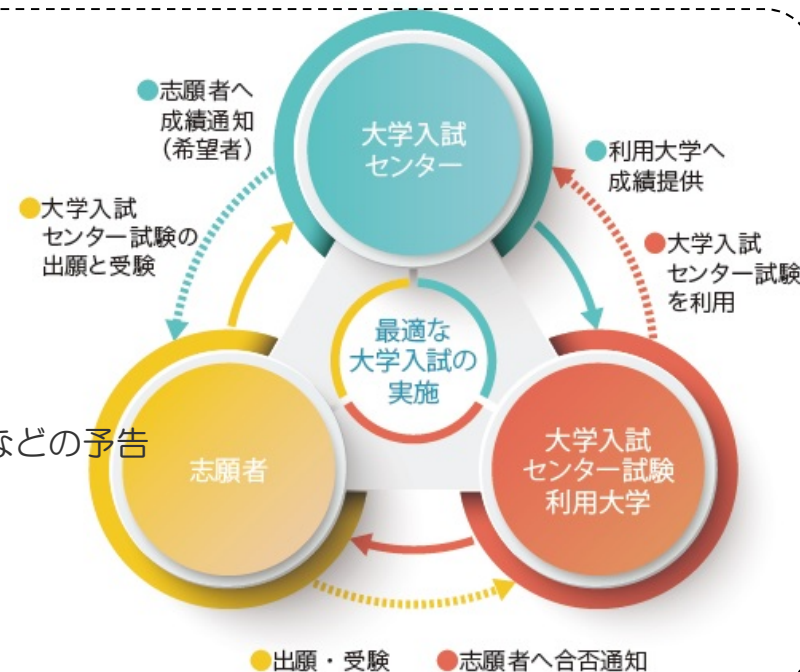 ●志願者へ
成績通知
（希望者）
大学入試
センター
●利用大学へ
成績提供
●大学入試
センター試験の
出願と受験
●大学入試
センター試験
を利用
最適な
大学入試の
実施
などの予告
志願者
大学入試
センター試験
利用大学
●出願・受験
●志願者へ合否通知